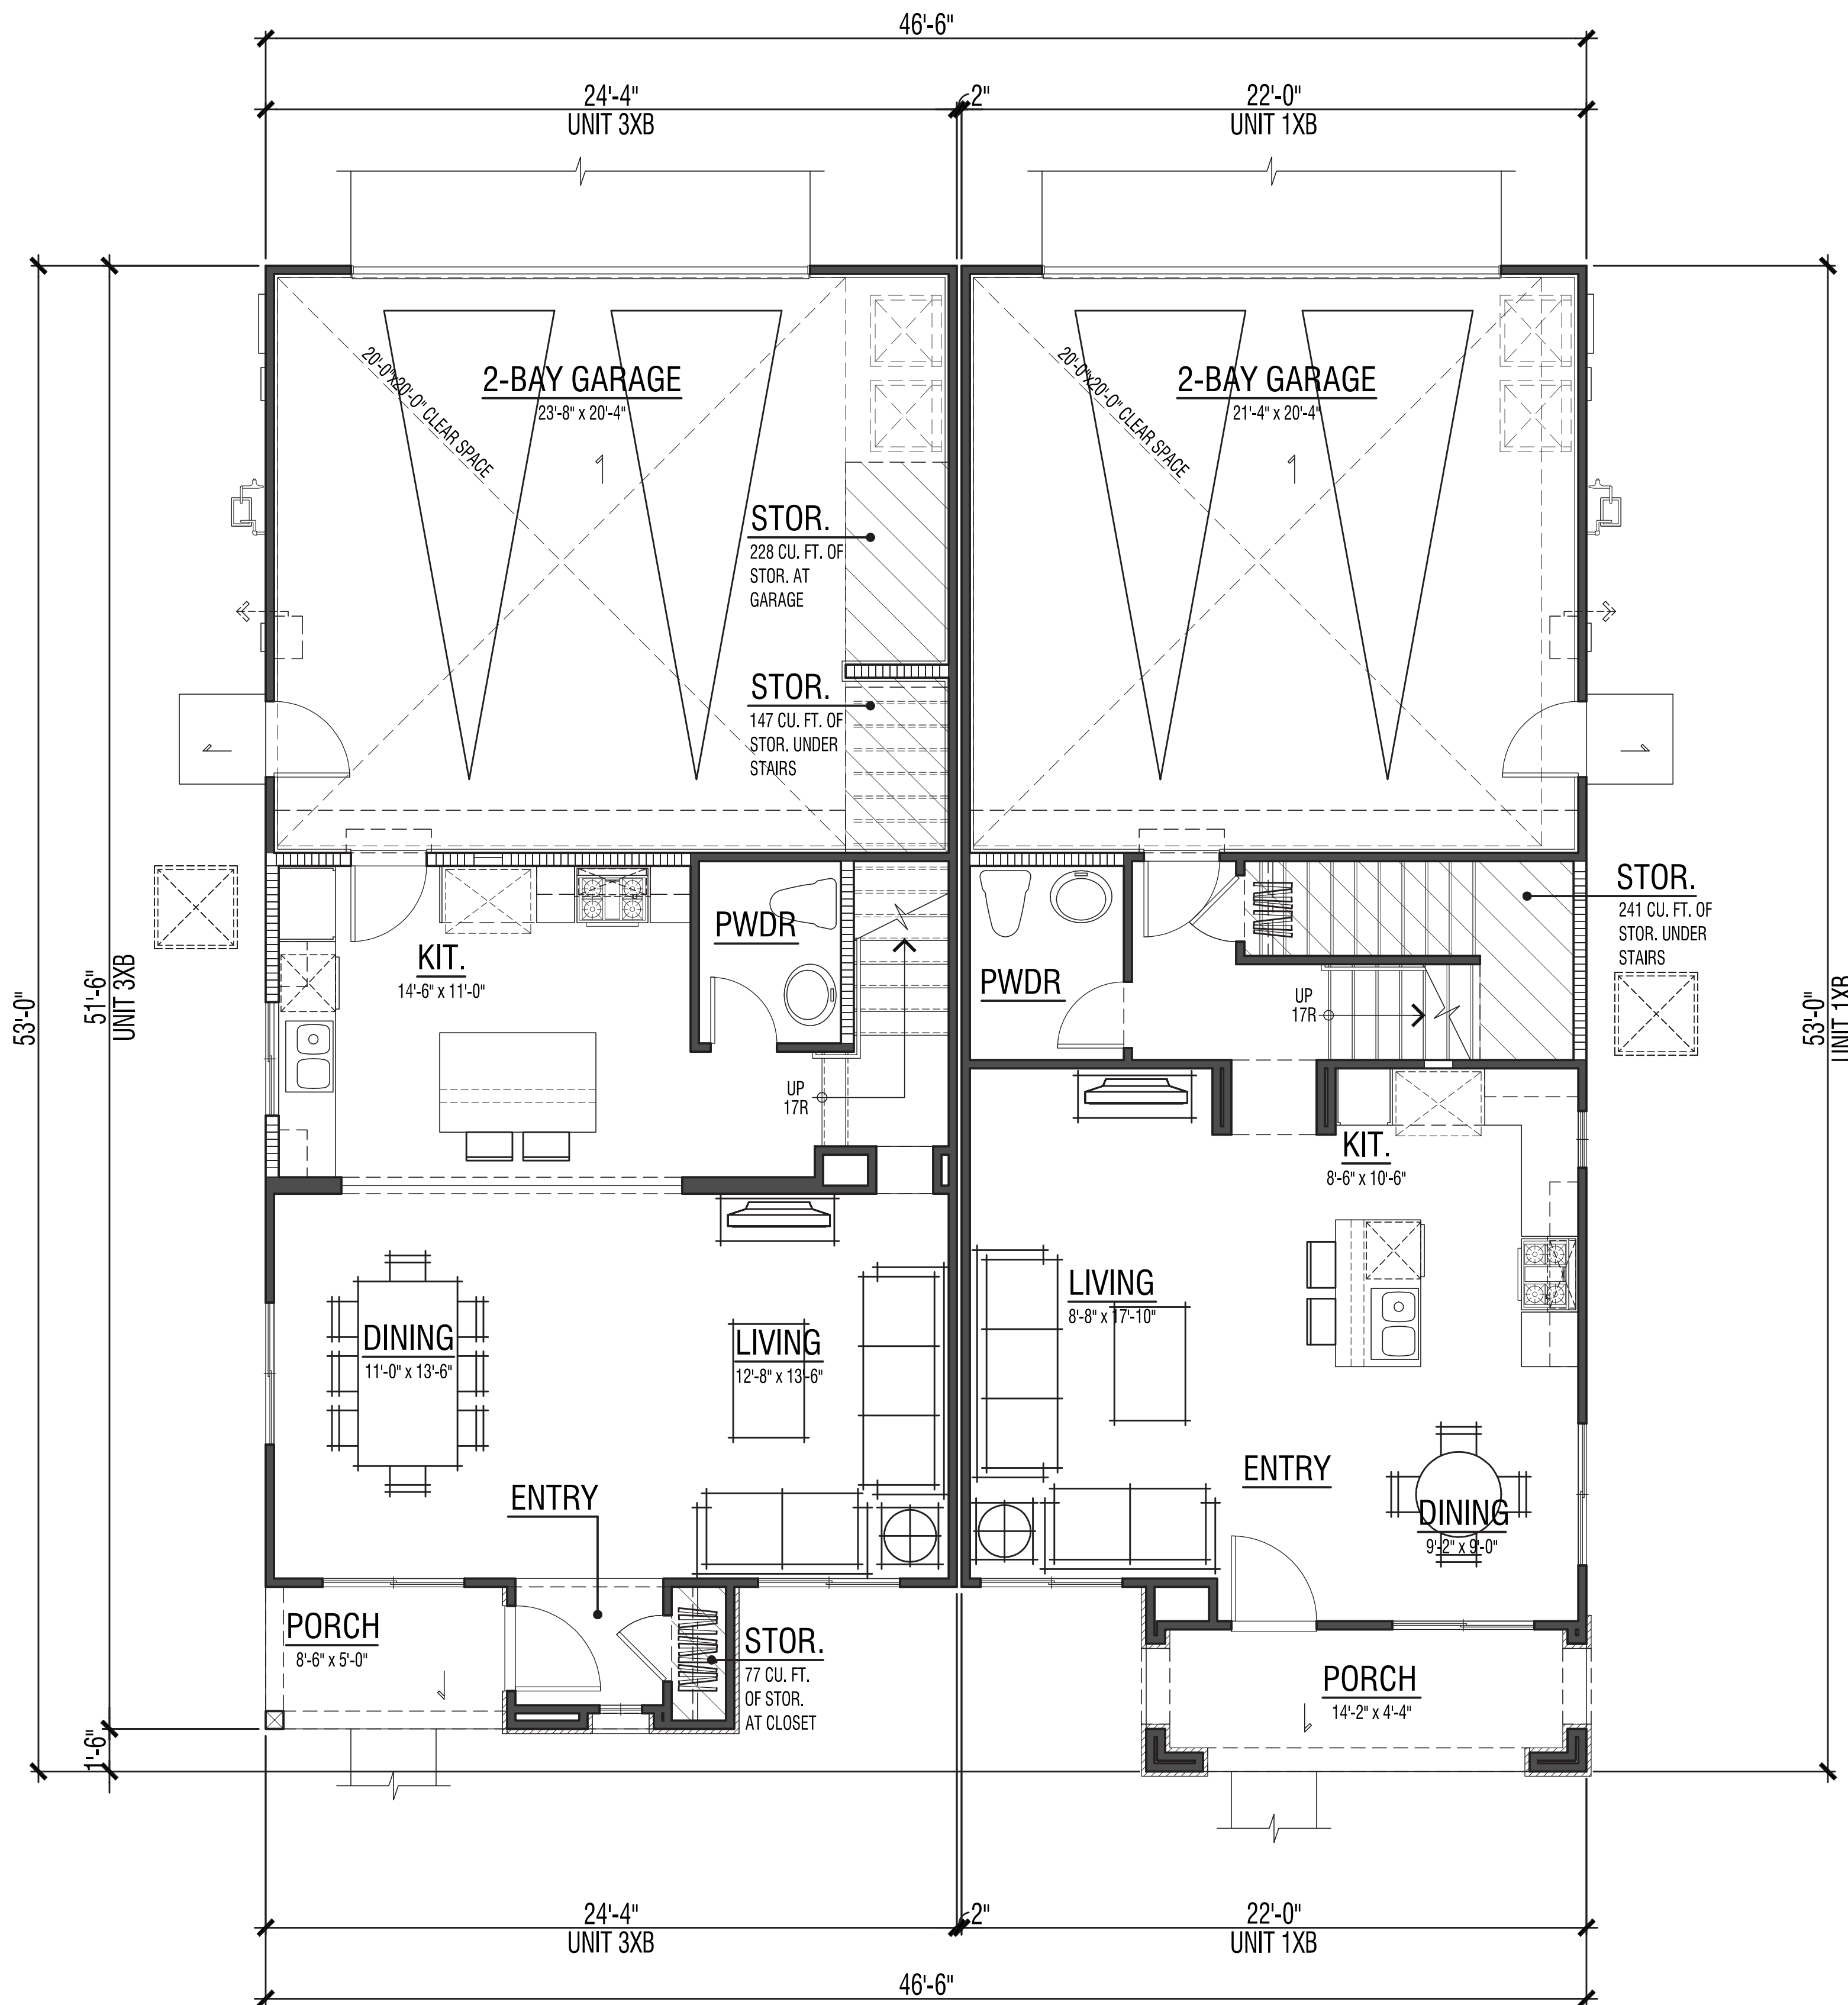 46'-6"
24'-4"
UNIT 3XB
2"
22'-0"
UNIT 1XB
2-BAY GARAGE
23'-8" x 20'-4"
20'-0"x20'-0" CLEAR SPACE
2-BAY GARAGE
21'-4" x 20'-4"
20'-0"x20'-0" CLEAR SPACE
STOR.
228 CU. FT. OF
STOR. AT
GARAGE
STOR.
147 CU. FT. OF
STOR. UNDER
STAIRS
STOR.
241 CU. FT. OF
STOR. UNDER
STAIRS
KIT.
14'-6" x 11'-0"
PWDR
PWDR
UP
17R
UP
17R
53'-0"
51'-6"
UNIT 3XB
53'-0"
UNIT 1XB
KIT.
8'-6" x 10'-6"
DINING
11'-0" x 13'-6"
LIVING
12'-8" x 13'-6"
LIVING
8'-8" x 17'-10"
ENTRY
ENTRY
DINING
9'-2" x 9'-0"
PORCH
8'-6" x 5'-0"
STOR.
77 CU. FT.
OF STOR.
AT CLOSET
PORCH
14'-2" x 4'-4"
1'-6"
24'-4"
UNIT 3XB
2"
22'-0"
UNIT 1XB
46'-6"